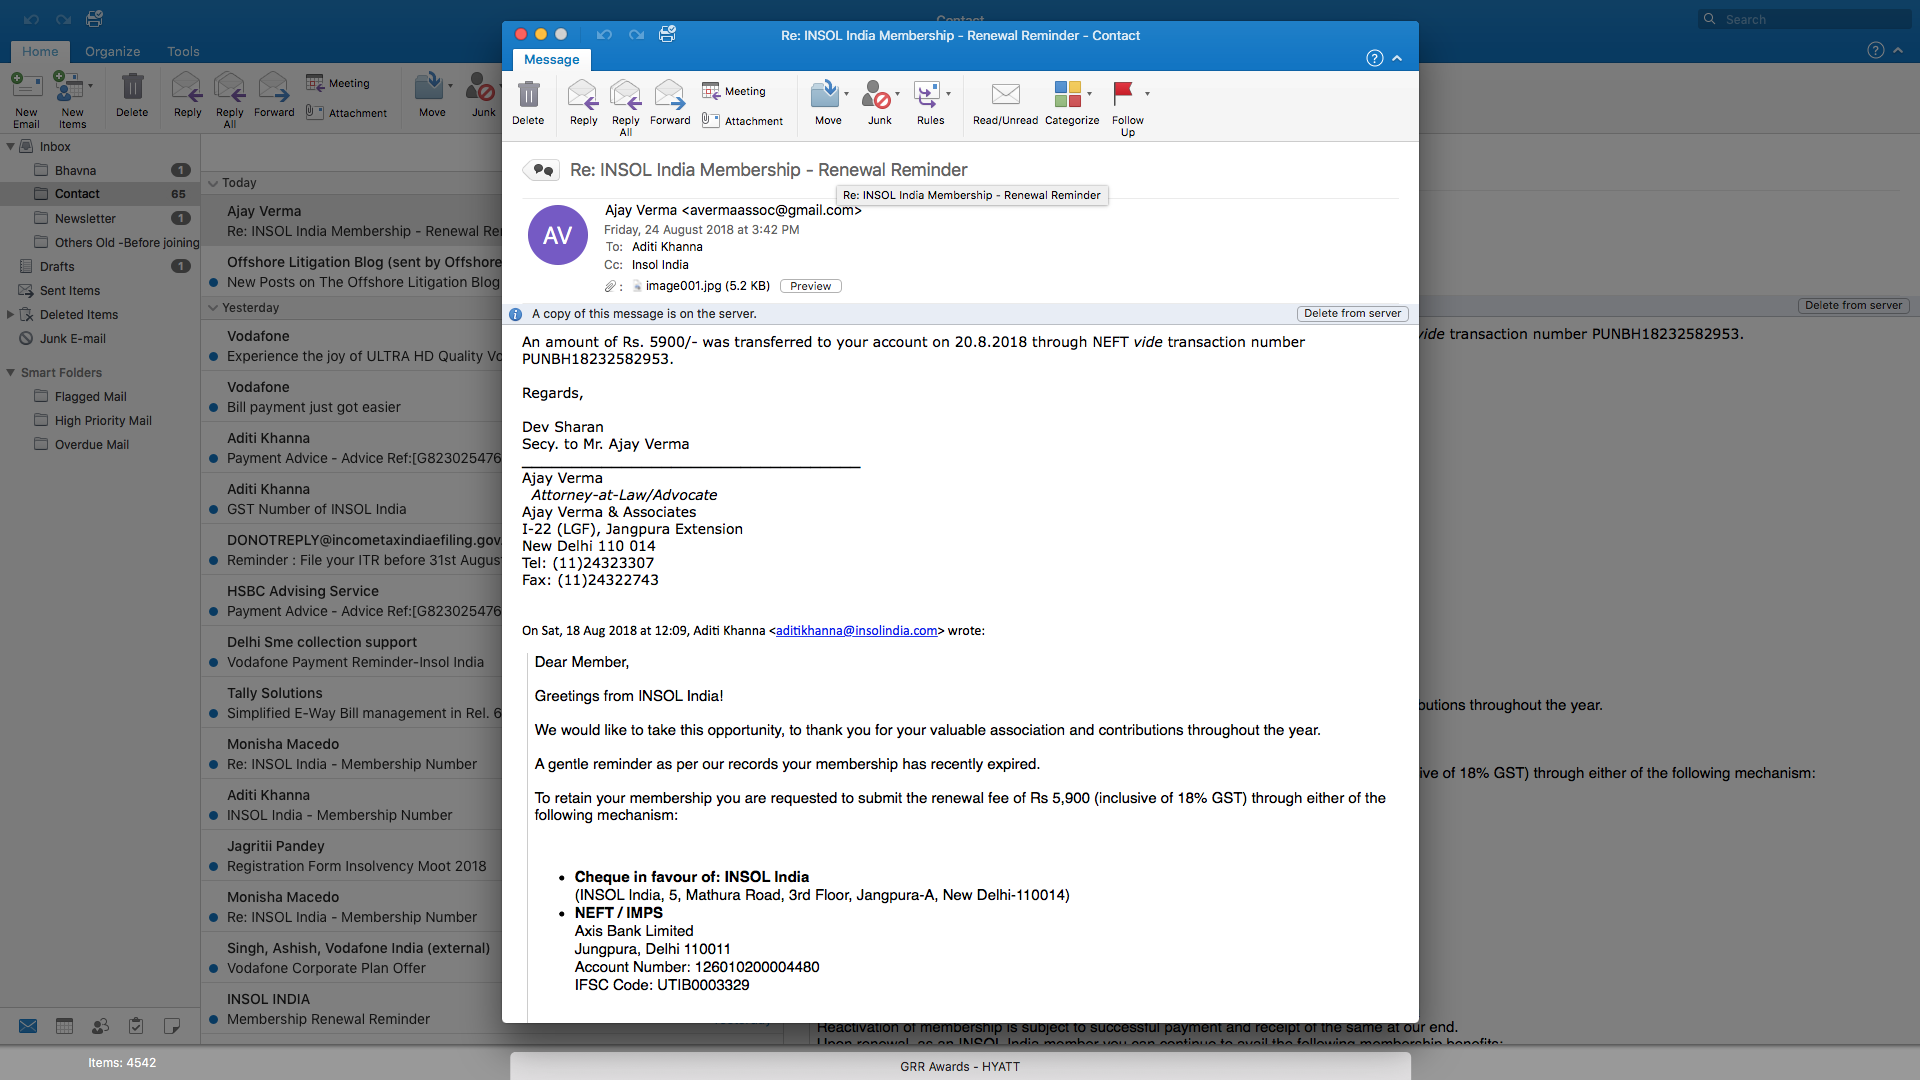 Contact
Search
Home
Organize
Tools
New Email
New Items
Delete
Reply
Reply All
Forward
Meeting
Attachment
Move
Junk
Inbox
Bhavna 1
Contact 65
Newsletter 1
Others Old -Before joining
Drafts 1
Sent Items
Deleted Items
Junk E-mail
Smart Folders
Flagged Mail
High Priority Mail
Overdue Mail
Items: 4542
Today
Ajay Verma
Re: INSOL India Membership - Renewal Re
Offshore Litigation Blog (sent by Offshore
New Posts on The Offshore Litigation Blog
Yesterday
Vodafone
Experience the joy of ULTRA HD Quality Vo
Vodafone
Bill payment just got easier
Aditi Khanna
Payment Advice - Advice Ref:[G823025476
Aditi Khanna
GST Number of INSOL India
DONOTREPLY@incometaxindiaefiling.gov.
Reminder : File your ITR before 31st Augus
HSBC Advising Service
Payment Advice - Advice Ref:[G823025476
Delhi Sme collection support
Vodafone Payment Reminder-Insol India
Tally Solutions
Simplified E-Way Bill management in Rel. 6
Monisha Macedo
Re: INSOL India - Membership Number
Aditi Khanna
INSOL India - Membership Number
Jagritii Pandey
Registration Form Insolvency Moot 2018
Monisha Macedo
Re: INSOL India - Membership Number
Singh, Ashish, Vodafone India (external)
Vodafone Corporate Plan Offer
INSOL INDIA
Membership Renewal Reminder
Re: INSOL India Membership - Renewal Reminder - Contact
Message
Delete
Reply
Reply All
Forward
Meeting
Attachment
Move
Junk
Rules
Read/Unread
Categorize
Follow Up
Re: INSOL India Membership - Renewal Reminder
Re: INSOL India Membership - Renewal Reminder
AV
Ajay Verma <avermaassoc@gmail.com>
Friday, 24 August 2018 at 3:42 PM
To: Aditi Khanna
Cc: Insol India
: image001.jpg (5.2 KB) Preview
A copy of this message is on the server.
Delete from server
An amount of Rs. 5900/- was transferred to your account on 20.8.2018 through NEFT vide transaction number
PUNBH18232582953.
Regards,
Dev Sharan
Secy. to Mr. Ajay Verma
Ajay Verma
Attorney-at-Law/Advocate
Ajay Verma & Associates
I-22 (LGF), Jangpura Extension
New Delhi 110 014
Tel: (11)24323307
Fax: (11)24322743
On Sat, 18 Aug 2018 at 12:09, Aditi Khanna <aditikhanna@insolindia.com> wrote:
Dear Member,
Greetings from INSOL India!
We would like to take this opportunity, to thank you for your valuable association and contributions throughout the year.
A gentle reminder as per our records your membership has recently expired.
To retain your membership you are requested to submit the renewal fee of Rs 5,900 (inclusive of 18% GST) through either of the
following mechanism:
• Cheque in favour of: INSOL India
(INSOL India, 5, Mathura Road, 3rd Floor, Jangpura-A, New Delhi-110014)
• NEFT / IMPS
Axis Bank Limited
Jungpura, Delhi 110011
Account Number: 126010200004480
IFSC Code: UTIB0003329
Delete from server
vide transaction number PUNBH18232582953.
butions throughout the year.
ive of 18% GST) through either of the following mechanism:
Yesterday
Reactivation of membership is subject to successful payment and receipt of the same at our end.
Upon renewal, as an INSOL India member you can continue to avail the following membership benefits:
GRR Awards - HYATT